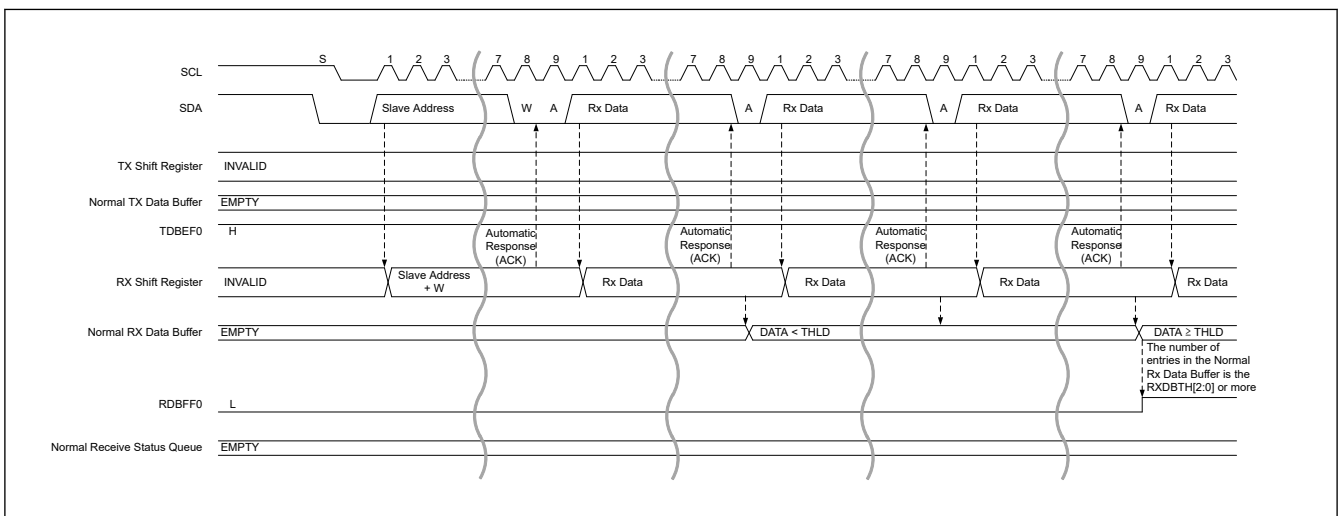 S 1 2 3 7 8 9 1 2 3 7 8 9 1 2 3 7 8 9 1 2 3 7 8 9 1 2 3
SCL
SDA Slave Address W A Rx Data A Rx Data A Rx Data A Rx Data
TX Shift Register INVALID
Normal TX Data Buffer EMPTY
TDBEF0 H
Automatic Response (ACK) Automatic Response (ACK) Automatic Response (ACK) Automatic Response (ACK)
RX Shift Register INVALID Slave Address + W Rx Data Rx Data Rx Data Rx Data
Normal RX Data Buffer EMPTY DATA < THLD DATA ≥ THLD
The number of
entries in the Normal
Rx Data Buffer is the
RXDBTH[2:0] or more
RDBFF0 L
Normal Receive Status Queue EMPTY